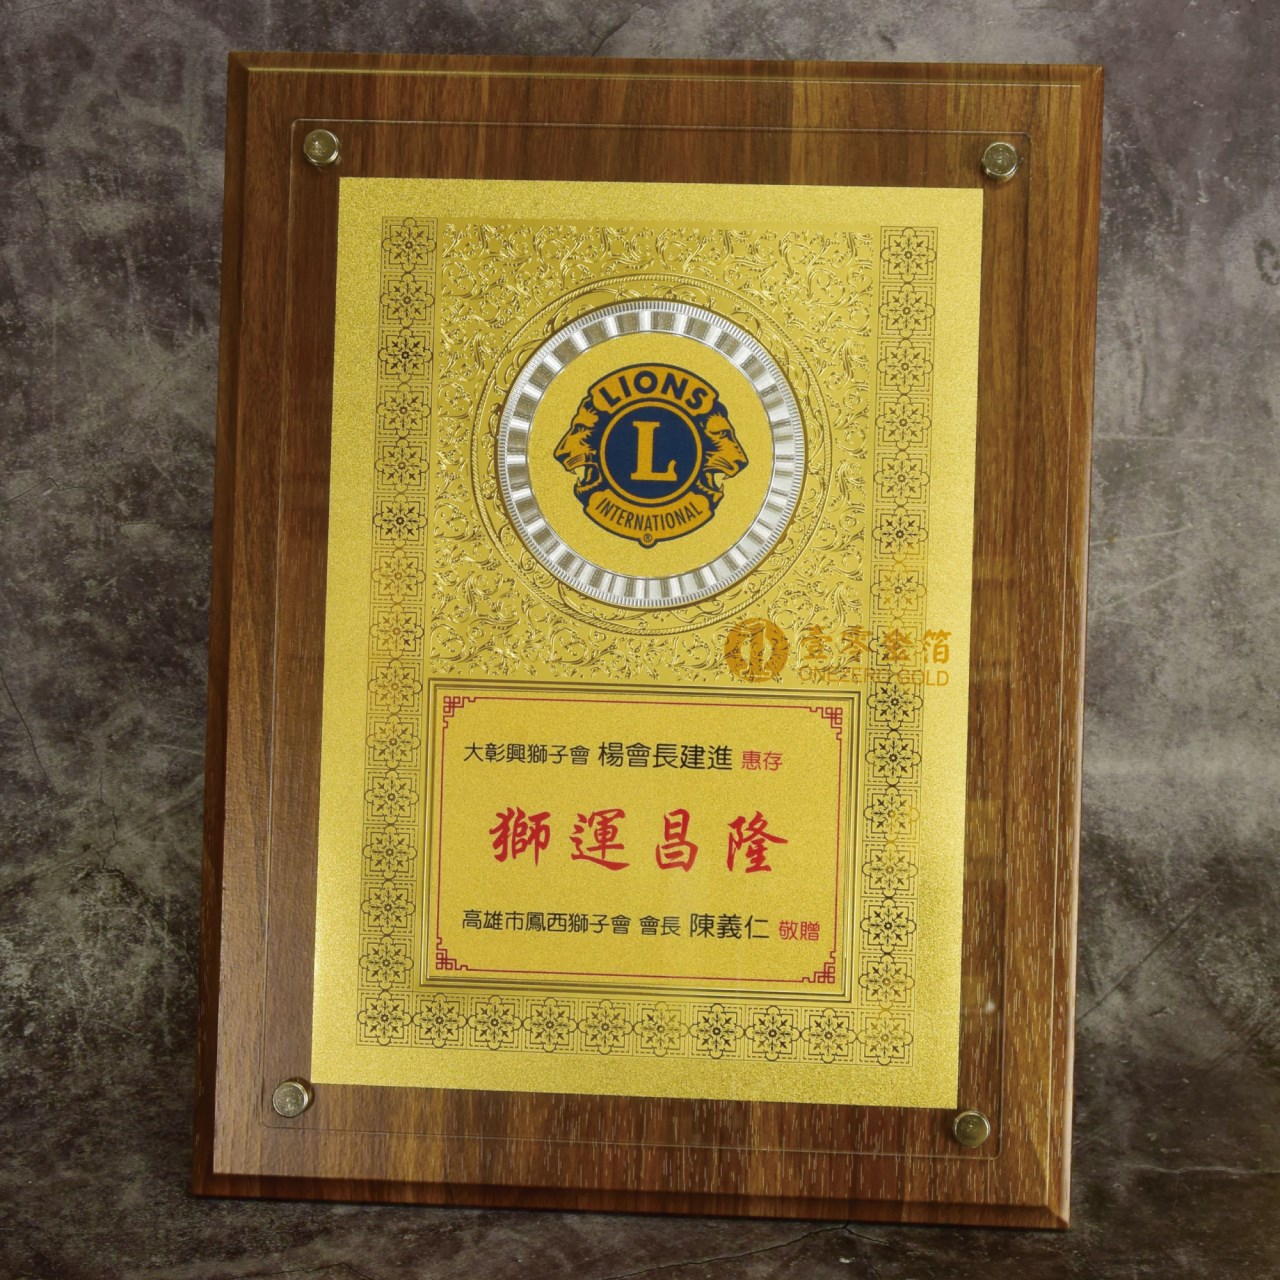 LIONS
L
INTERNATIONAL
®
壹零金箔
ONEZERO GOLD
大彰興獅子會 楊會長建進 惠存
獅運昌隆
高雄市鳳西獅子會 會長 陳義仁 敬贈